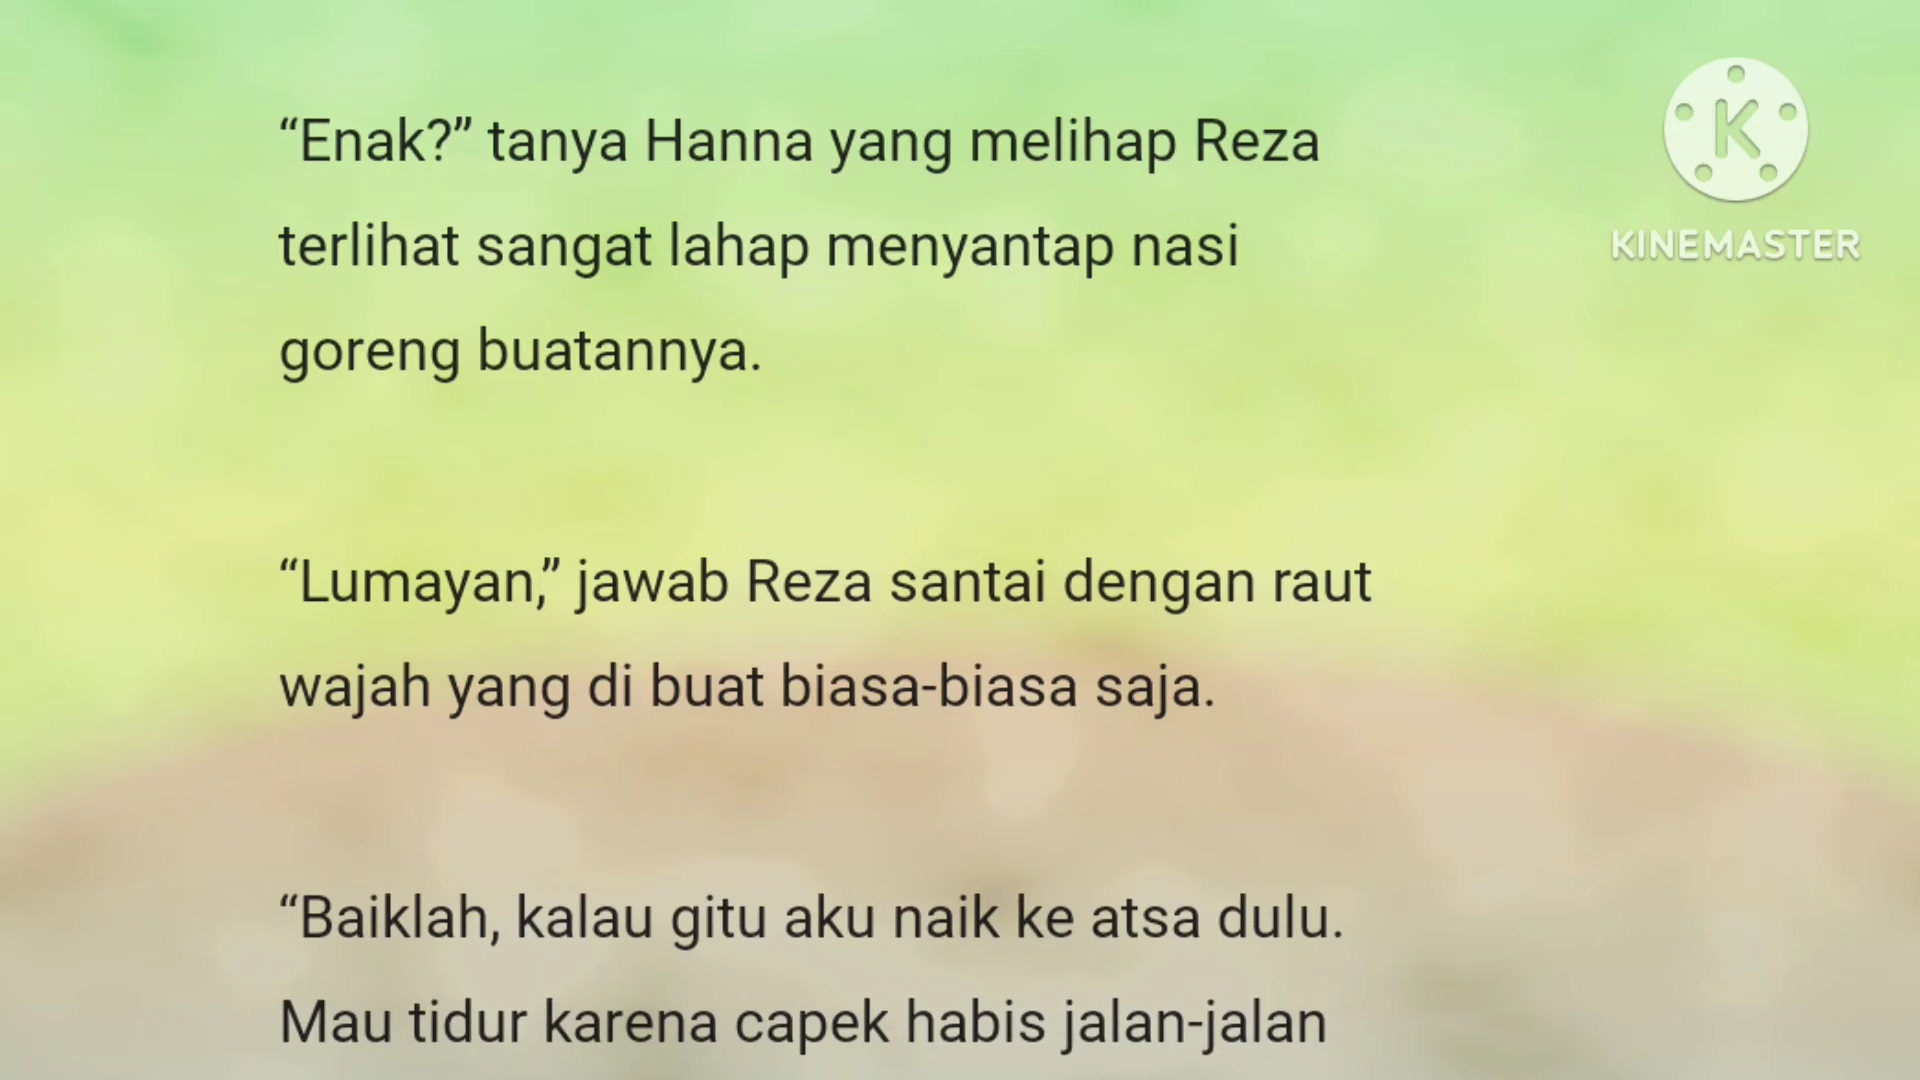 “Enak?” tanya Hanna yang melihap Reza
terlihat sangat lahap menyantap nasi
goreng buatannya.
“Lumayan,” jawab Reza santai dengan raut
wajah yang di buat biasa-biasa saja.
“Baiklah, kalau gitu aku naik ke atsa dulu.
Mau tidur karena capek habis jalan-jalan
K
KINEMASTER